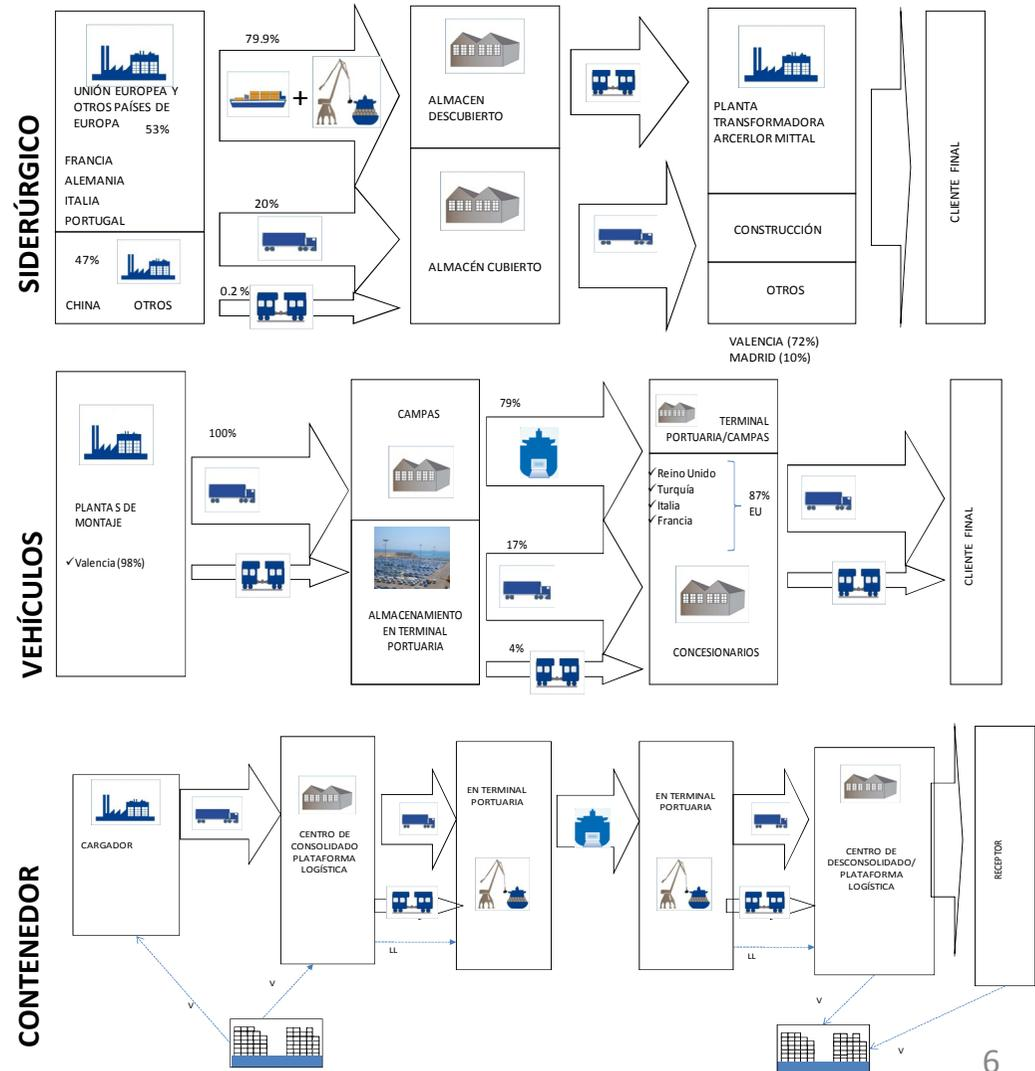 SIDERÚRGICO
UNIÓN EUROPEA Y
OTROS PAÍSES DE
EUROPA 53%
FRANCIA
ALEMANIA
ITALIA
PORTUGAL
47%
CHINA OTROS
79.9%
+
20%
0.2 %
ALMACEN
DESCUBIERTO
ALMACÉN CUBIERTO
PLANTA
TRANSFORMADORA
ARCERLOR MITTAL
CONSTRUCCIÓN
OTROS
VALENCIA (72%)
MADRID (10%)
CLIENTE FINAL
VEHÍCULOS
PLANTA S DE
MONTAJE
✓Valencia (98%)
100%
CAMPAS
ALMACENAMIENTO
EN TERMINAL
PORTUARIA
79%
17%
4%
TERMINAL
PORTUARIA/CAMPAS
✓Reino Unido
✓Turquía
✓Italia
✓Francia
87%
EU
CONCESIONARIOS
CLIENTE FINAL
CONTENEDOR
CARGADOR
CENTRO DE
CONSOLIDADO
PLATAFORMA
LOGÍSTICA
LL
V
V
EN TERMINAL
PORTUARIA
EN TERMINAL
PORTUARIA
LL
CENTRO DE
DESCONSOLIDADO/
PLATAFORMA
LOGÍSTICA
V
V
RECEPTOR
6